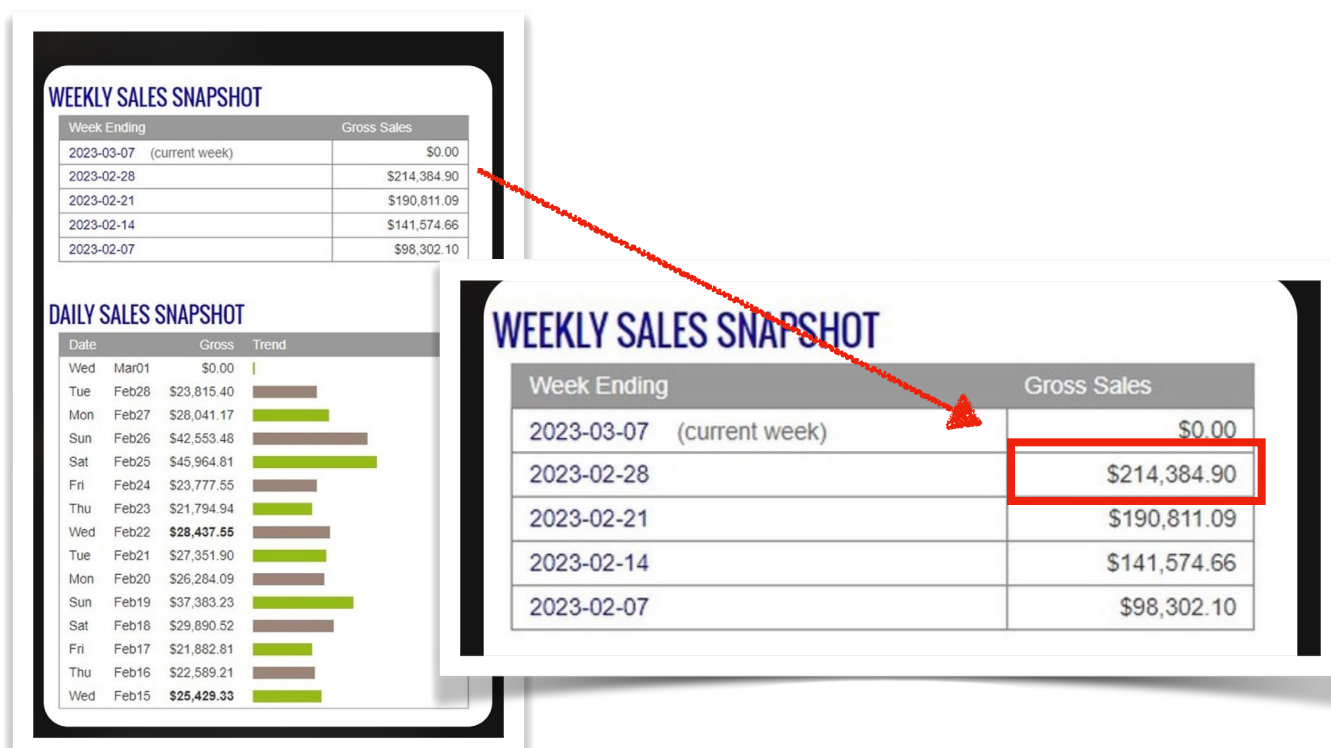 WEEKLY SALES SNAPSHOT
Week Ending Gross Sales
2023-03-07 (current week) $0.00
2023-02-28 $214,384.90
2023-02-21 $190,811.09
2023-02-14 $141,574.66
2023-02-07 $98,302.10
DAILY SALES SNAPSHOT
Date Gross Trend
Wed Mar01 $0.00
Tue Feb28 $23,815.40
Mon Feb27 $28,041.17
Sun Feb26 $42,553.48
Sat Feb25 $45,964.81
Fri Feb24 $23,777.55
Thu Feb23 $21,794.94
Wed Feb22 $28,437.55
Tue Feb21 $27,351.90
Mon Feb20 $26,284.09
Sun Feb19 $37,383.23
Sat Feb18 $29,890.52
Fri Feb17 $21,882.81
Thu Feb16 $22,589.21
Wed Feb15 $25,429.33
WEEKLY SALES SNAPSHOT
Week Ending Gross Sales
2023-03-07 (current week) $0.00
2023-02-28 $214,384.90
2023-02-21 $190,811.09
2023-02-14 $141,574.66
2023-02-07 $98,302.10